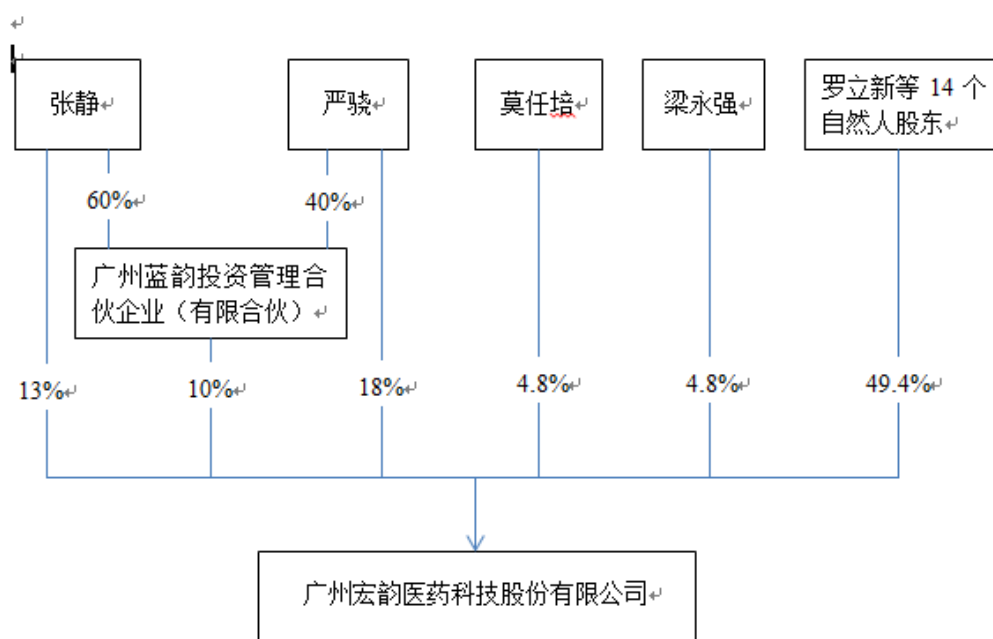 张静
严骁
莫任培
梁永强
罗立新等 14 个
自然人股东
60%
40%
广州蓝韵投资管理合
伙企业（有限合伙）
13%
10%
18%
4.8%
4.8%
49.4%
广州宏韵医药科技股份有限公司